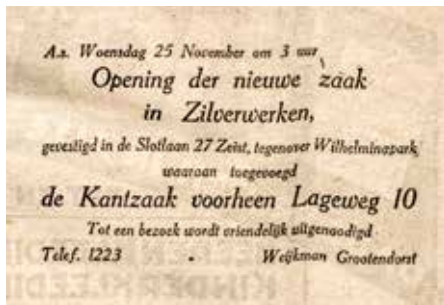 A.s. Woensdag 25 November om 3 uur
Opening der nieuwe zaak
in Zilverwerken,
gevestigd in de Slotlaan 27 Zeist, tegenover Wilhelminapark
waaraan toegevoegd
de Kantzaak voorheen Lageweg 10
Tot een bezoek wordt vriendelijk uitgenoodigd.
Telef. 1223 . Weijkman Grootendorst